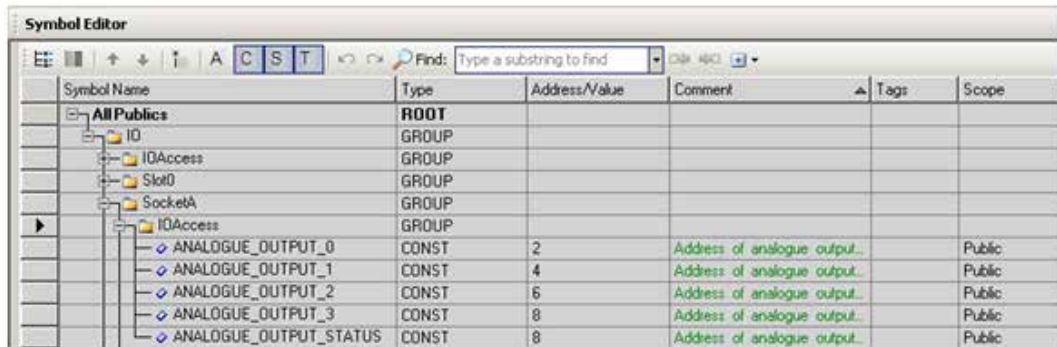 Symbol Editor
A C S T Find: Type a substring to find
Symbol Name Type Address/Value Comment Tags Scope
All Publics ROOT
IO GROUP
IOAccess GROUP
Slot0 GROUP
SocketA GROUP
IOAccess GROUP
ANALOGUE_OUTPUT_0 CONST 2 Address of analogue output... Public
ANALOGUE_OUTPUT_1 CONST 4 Address of analogue output... Public
ANALOGUE_OUTPUT_2 CONST 6 Address of analogue output... Public
ANALOGUE_OUTPUT_3 CONST 8 Address of analogue output... Public
ANALOGUE_OUTPUT_STATUS CONST 8 Address of analogue output... Public